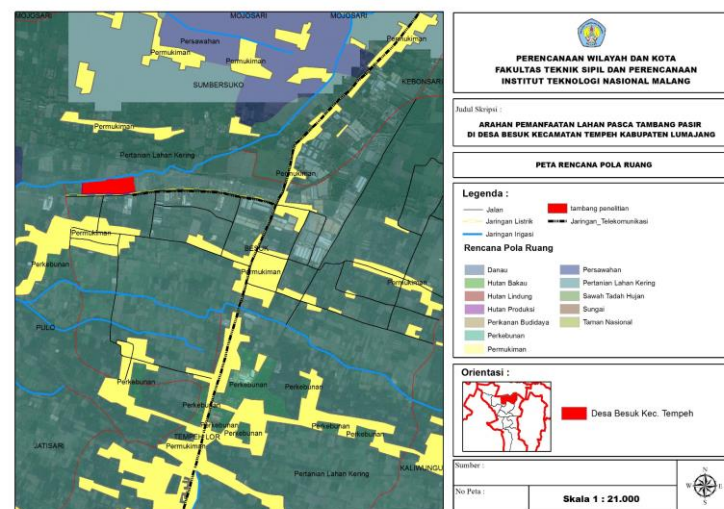 MOJOSARI
MOJOSARI
MOJOSARI
Persawahan
Permukiman
Permukiman
Permukiman
SUMBERSUKO
KEBONSARI
Permukiman
Pertanian Lahan Kering
Permukiman
Permukiman
Perkebunan
BESUK
Permukiman
Permukiman
Perkebunan
PULO
Perkebunan
Perkebunan
Perkebunan
Perkebunan
Perkebunan
Perkebunan
Perkebunan
TEMPEH LOR
JATISARI
Permukiman
Pertanian Lahan Kering
PERENCANAAN WILAYAH DAN KOTA
FAKULTAS TEKNIK SIPIL DAN PERENCANAAN
INSTITUT TEKNOLOGI NASIONAL MALANG
Judul Skripsi :
ARAHAN PEMANFAATAN LAHAN PASCA TAMBANG PASIR
DI DESA BESUK KECAMATAN TEMPEH KABUPATEN LUMAJANG
PETA RENCANA POLA RUANG
Legenda :
Jalan
tambang penelitian
Jaringan Listrik
Jaringan_Telekomunikasi
Jaringan Irigasi
Rencana Pola Ruang
Danau
Persawahan
Hutan Bakau
Pertanian Lahan Kering
Hutan Lindung
Sawah Tadah Hujan
Hutan Produksi
Sungai
Perikanan Budidaya
Taman Nasional
Perkebunan
Permukiman
Orientasi :
Desa Besuk Kec. Tempeh
Sumber :
No Peta :
Skala 1 : 21.000
N
W
E
S